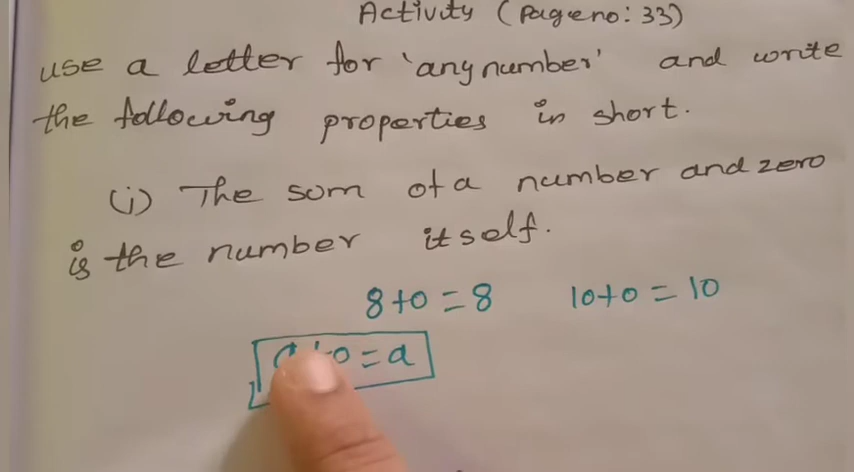 Activity (page no: 33)
use a letter for 'any number' and write
the following properties in short.
(i) The sum of a number and zero
is the number itself.
8+0=8 10+0=10
a+0=a